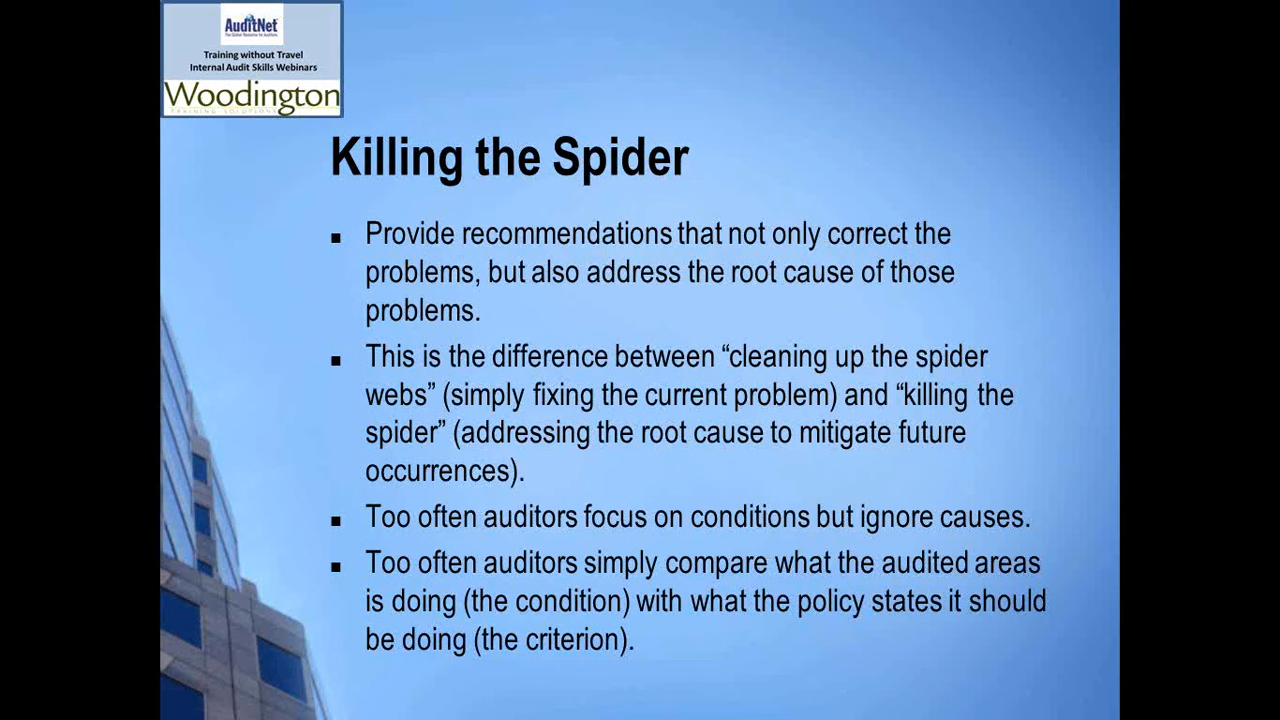 AuditNet
Training without Travel
Internal Audit Skills Webinars
Woodington
TRAINING SOLUTIONS
Killing the Spider
▪ Provide recommendations that not only correct the
problems, but also address the root cause of those
problems.
▪ This is the difference between “cleaning up the spider
webs” (simply fixing the current problem) and “killing the
spider” (addressing the root cause to mitigate future
occurrences).
▪ Too often auditors focus on conditions but ignore causes.
▪ Too often auditors simply compare what the audited areas
is doing (the condition) with what the policy states it should
be doing (the criterion).